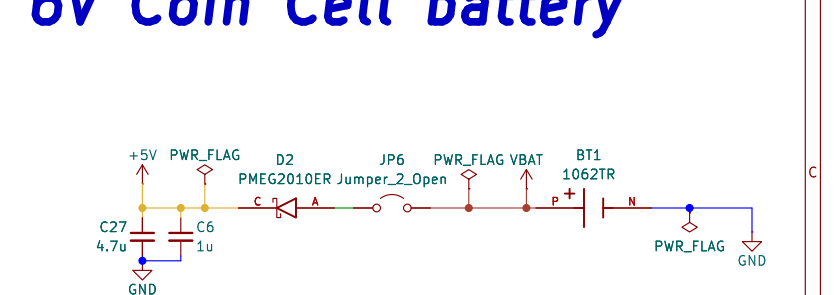 6V Coin Cell Battery
+5V PWR_FLAG D2 JP6 PWR_FLAG VBAT BT1
PMEG2010ER Jumper_2_Open 1062TR
C A P + N
C27 C6
4.7u 1u
PWR_FLAG GND
GND
C